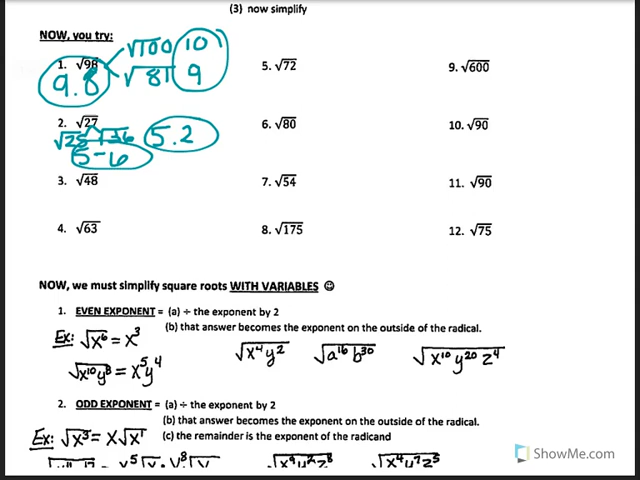 (3) now simplify
NOW, you try:
1. √98 √100 10
9.8 √81 9
5. √72
9. √600
2. √27
√25 √36 5.2
5-6
6. √80
10. √90
3. √48
7. √54
11. √90
4. √63
8. √175
12. √75
NOW, we must simplify square roots WITH VARIABLES ☺
1. EVEN EXPONENT = (a) ÷ the exponent by 2
(b) that answer becomes the exponent on the outside of the radical.
Ex: √x⁶ = x³
√x¹⁰y⁸ = x⁵y⁴
√x⁴y² √a¹⁶b³⁰ √x¹⁰y²⁰z⁴
2. ODD EXPONENT = (a) ÷ the exponent by 2
(b) that answer becomes the exponent on the outside of the radical.
(c) the remainder is the exponent of the radicand
Ex: √x³ = x√x¹
ShowMe.com